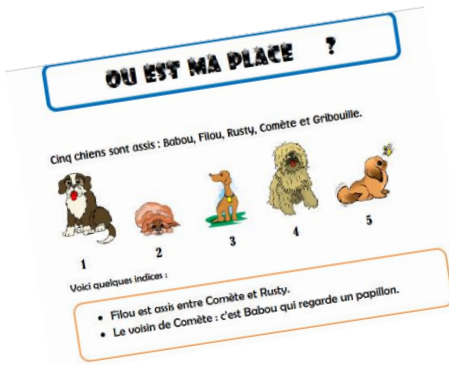 OU EST MA PLACE ?
Cinq chiens sont assis : Babou, Filou, Rusty, Comète et Gribouille.
1 2 3 4 5
Voici quelques indices :
• Filou est assis entre Comète et Rusty.
• Le voisin de Comète : c'est Babou qui regarde un papillon.